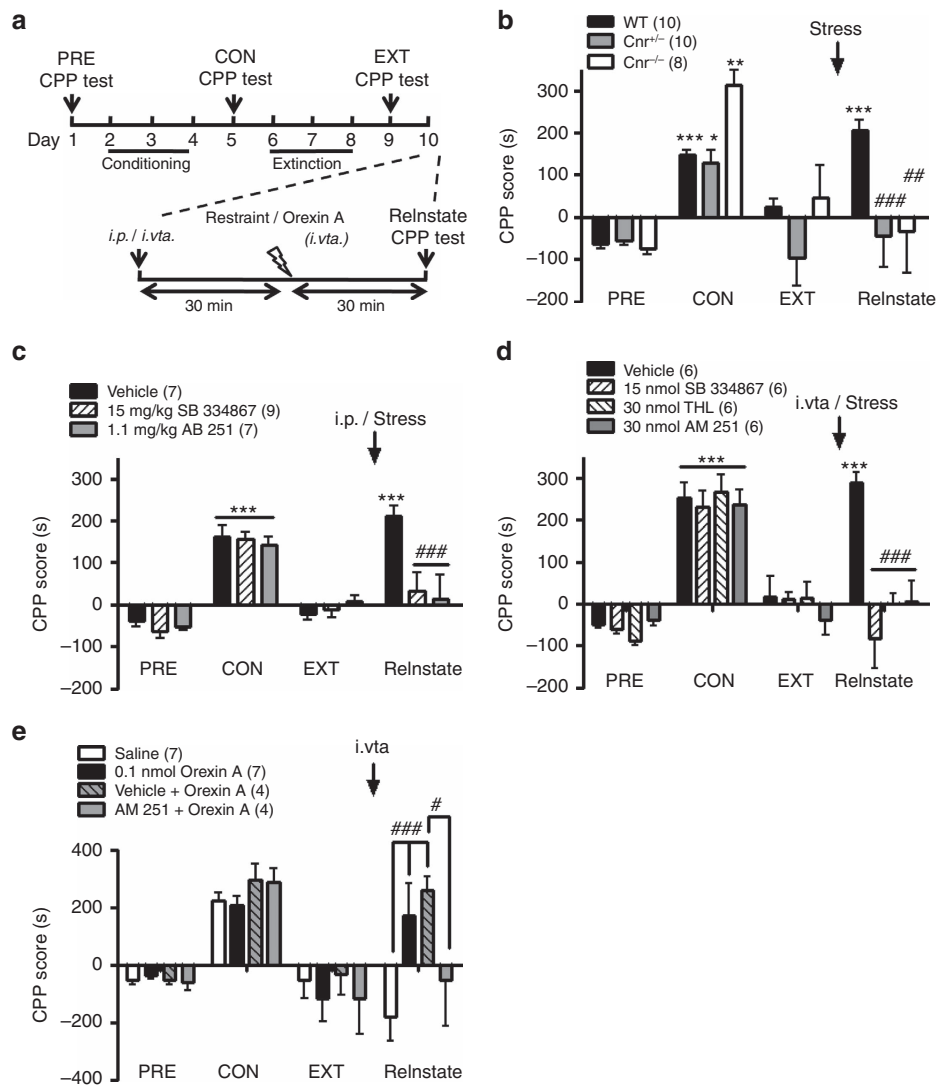 a
PRE
CPP test
CON
CPP test
EXT
CPP test
Day 1 2 3 4 5 6 7 8 9 10
Conditioning
Extinction
Restraint / Orexin A
i.p. / i.vta.
(i.vta.)
ReInstate
CPP test
30 min
30 min
b
WT (10)
Cnr+/– (10)
Cnr–/– (8)
Stress
CPP score (s)
300
200
100
0
–100
–200
***
*
**
***
###
##
PRE CON EXT ReInstate
c
Vehicle (7)
15 mg/kg SB 334867 (9)
1.1 mg/kg AB 251 (7)
i.p. / Stress
CPP score (s)
300
200
100
0
–100
–200
***
***
###
PRE CON EXT ReInstate
d
Vehicle (6)
15 nmol SB 334867 (6)
30 nmol THL (6)
30 nmol AM 251 (6)
i.vta / Stress
CPP score (s)
300
200
100
0
–100
–200
***
***
###
PRE CON EXT ReInstate
e
Saline (7)
0.1 nmol Orexin A (7)
Vehicle + Orexin A (4)
AM 251 + Orexin A (4)
i.vta
CPP score (s)
400
200
0
–200
–400
###
#
PRE CON EXT ReInstate